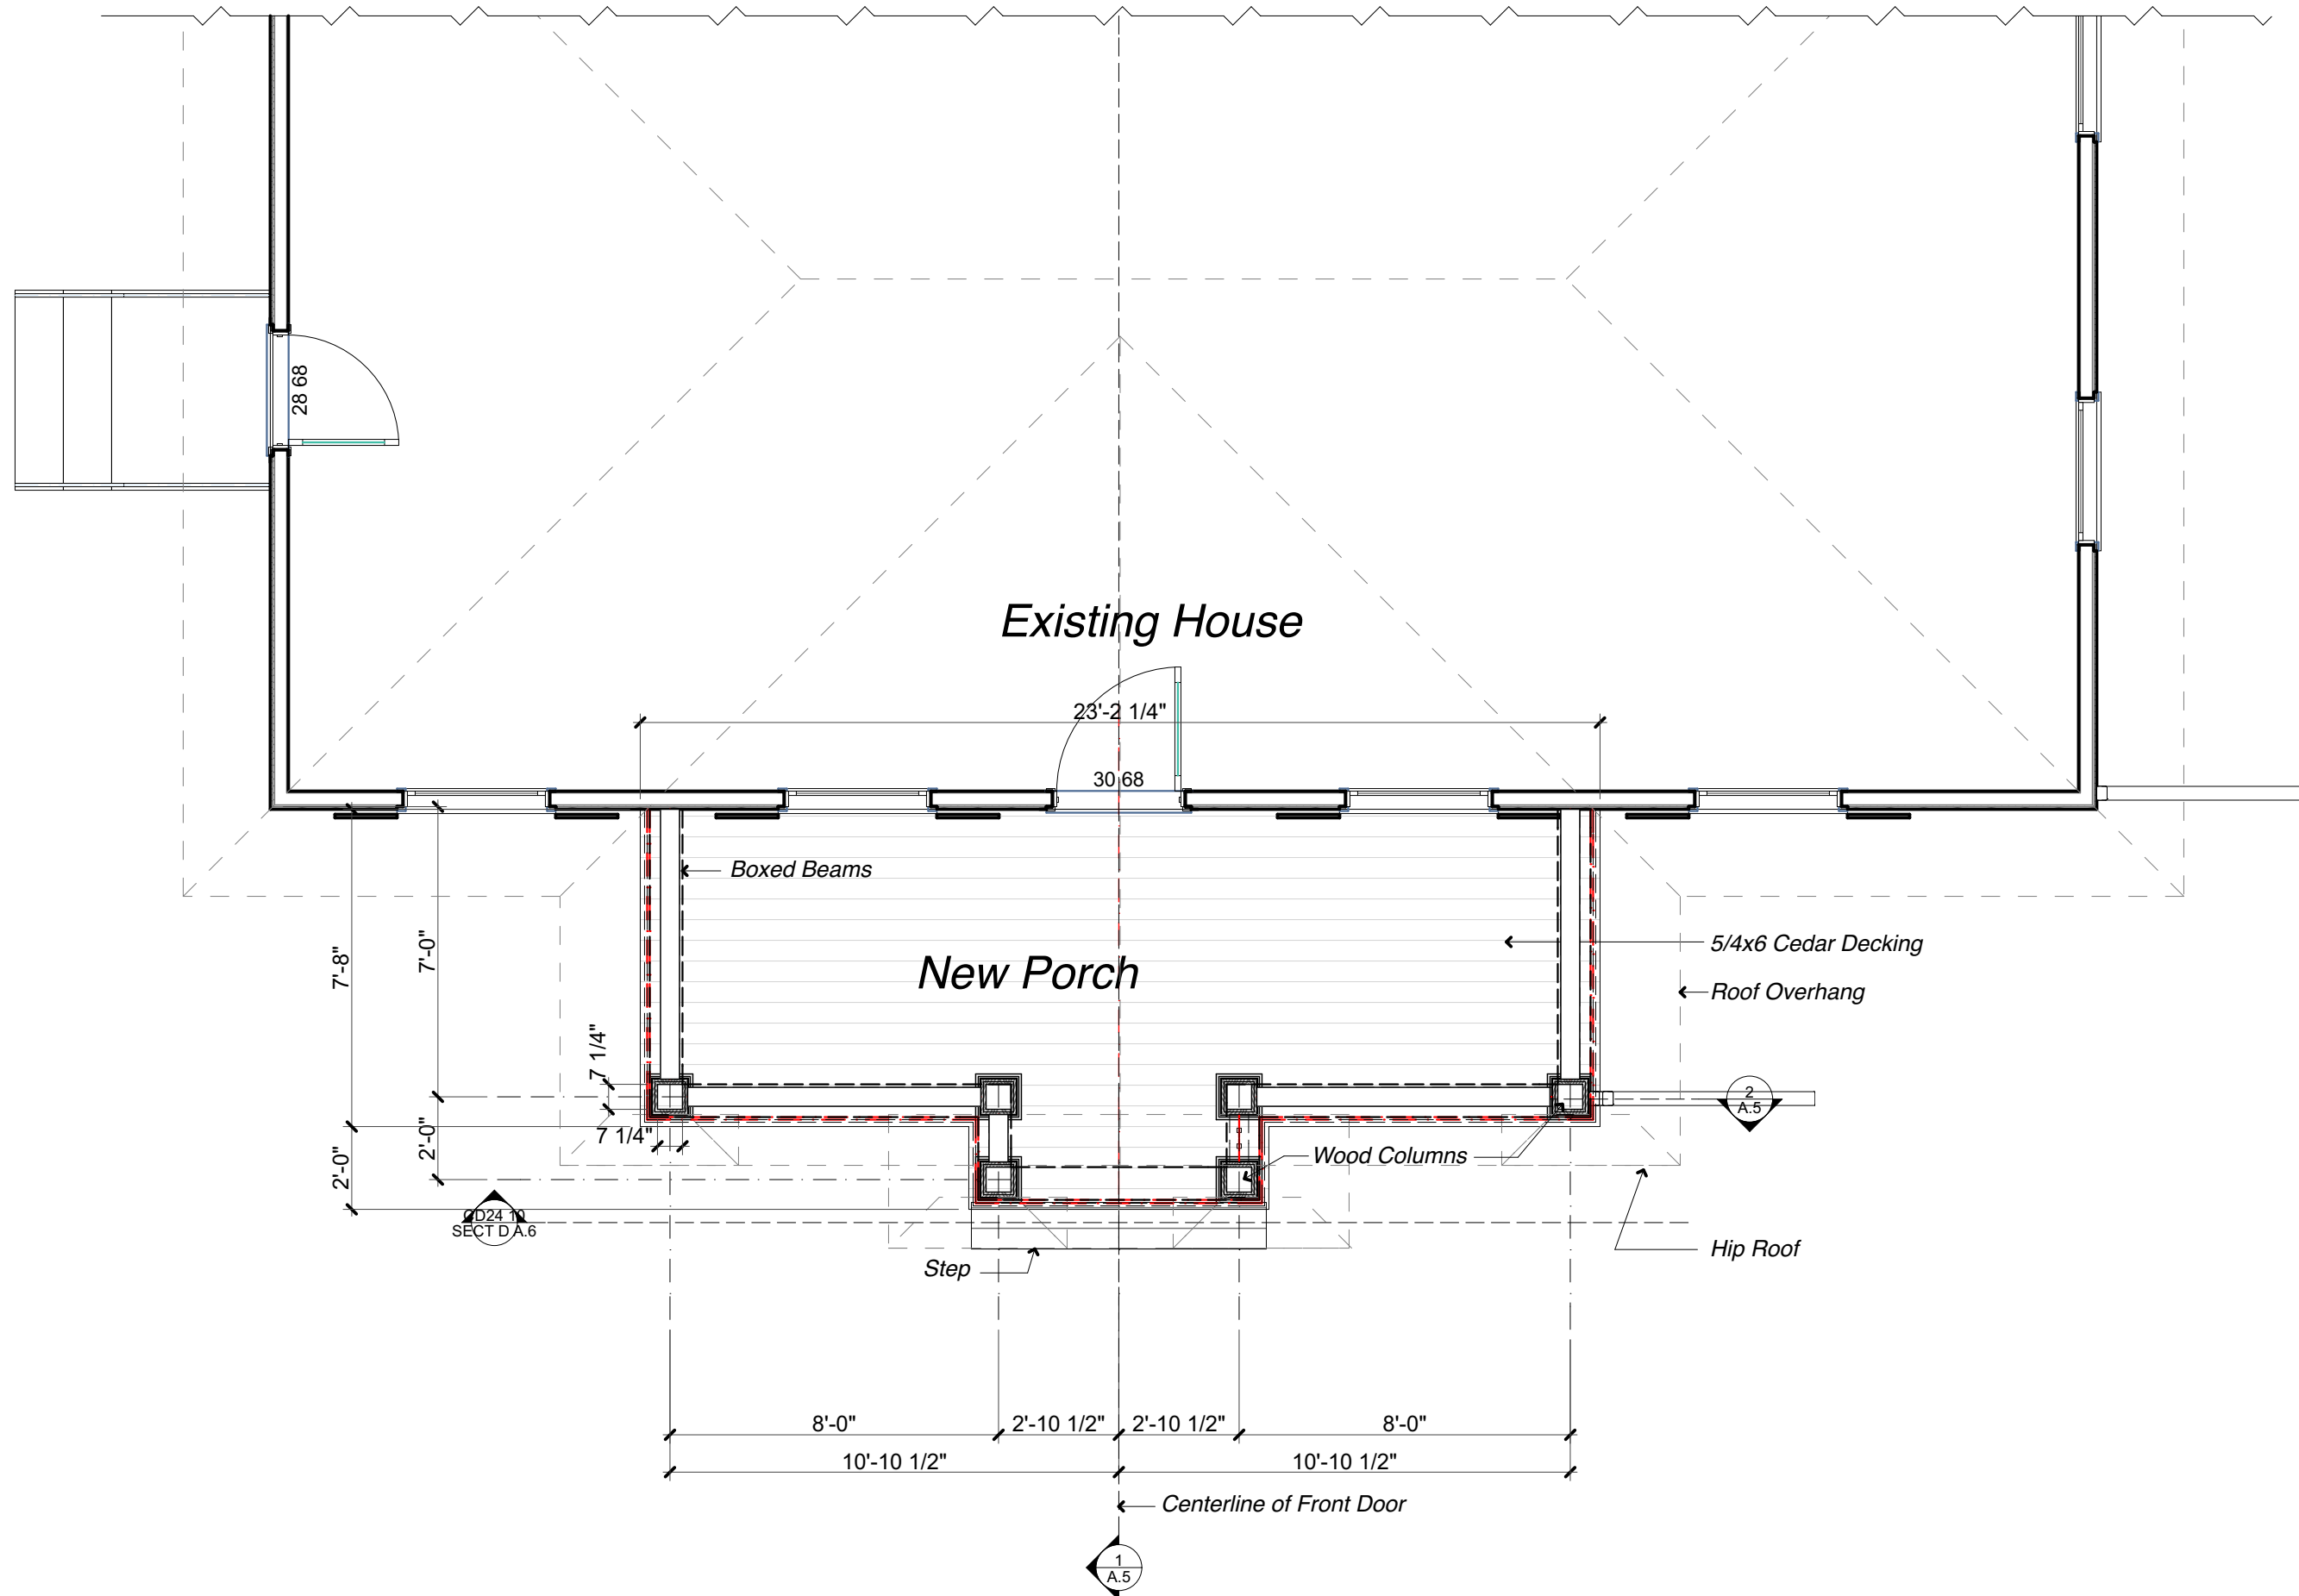 28 68
Existing House
23'-2 1/4"
30 68
Boxed Beams
5/4x6 Cedar Decking
7'-8"
7'-0"
New Porch
Roof Overhang
7 1/4"
2
A.5
7 1/4"
2'-0"
2'-0"
Wood Columns
SECT D A.6
Step
Hip Roof
8'-0"
2'-10 1/2"
2'-10 1/2"
8'-0"
10'-10 1/2"
10'-10 1/2"
Centerline of Front Door
1
A.5